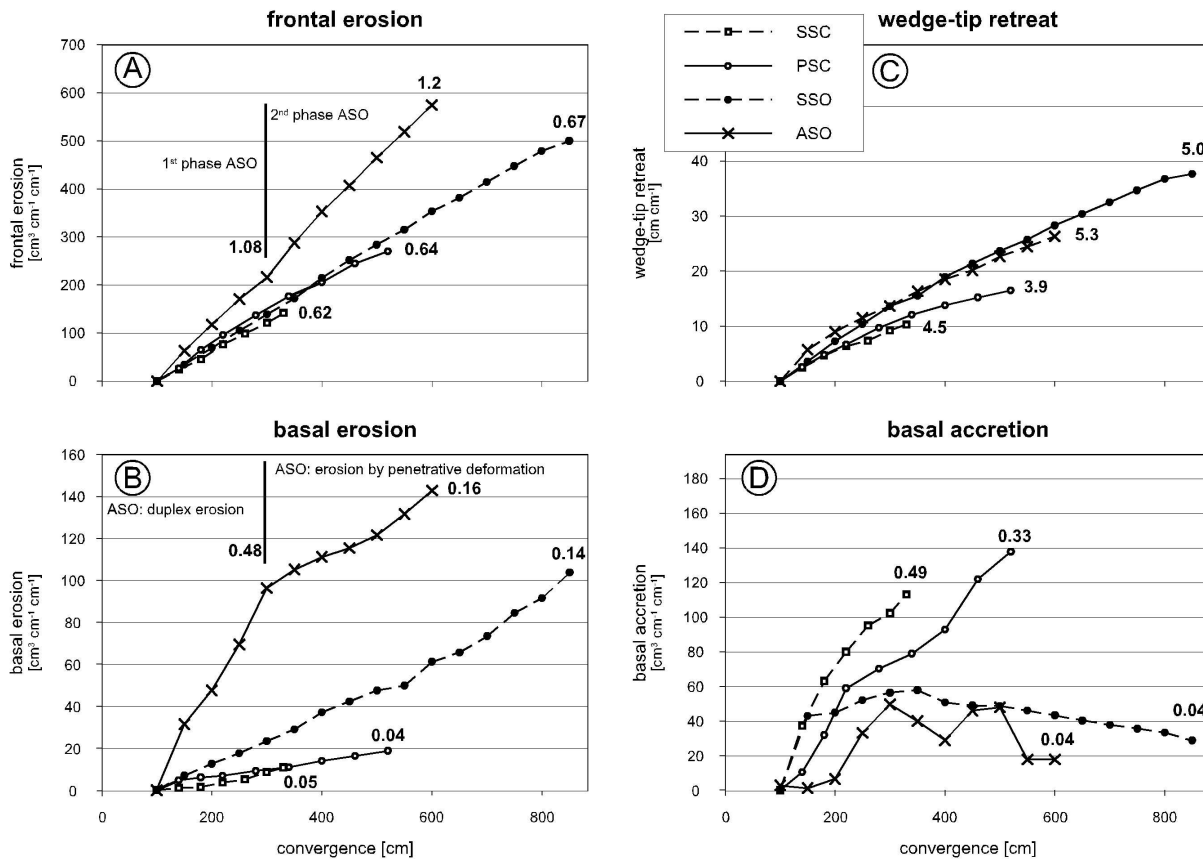 frontal erosion
A
700
600
500
400
300
200
100
0
frontal erosion
[cm³ cm⁻¹ cm⁻¹]
1st phase ASO
2nd phase ASO
1.08
1.2
0.67
0.64
0.62
wedge-tip retreat
SSC
PSC
SSO
ASO
C
40
30
20
10
0
wedge-tip retreat
[cm cm⁻¹]
5.0
5.3
3.9
4.5
basal erosion
B
160
140
120
100
80
60
40
20
0
basal erosion
[cm³ cm⁻¹ cm⁻¹]
ASO: duplex erosion
ASO: erosion by penetrative deformation
0.48
0.16
0.14
0.04
0.05
200
400
600
800
convergence [cm]
basal accretion
D
180
160
140
120
100
80
60
40
20
0
basal accretion
[cm³ cm⁻¹ cm⁻¹]
0.49
0.33
0.04
0.04
200
400
600
800
convergence [cm]